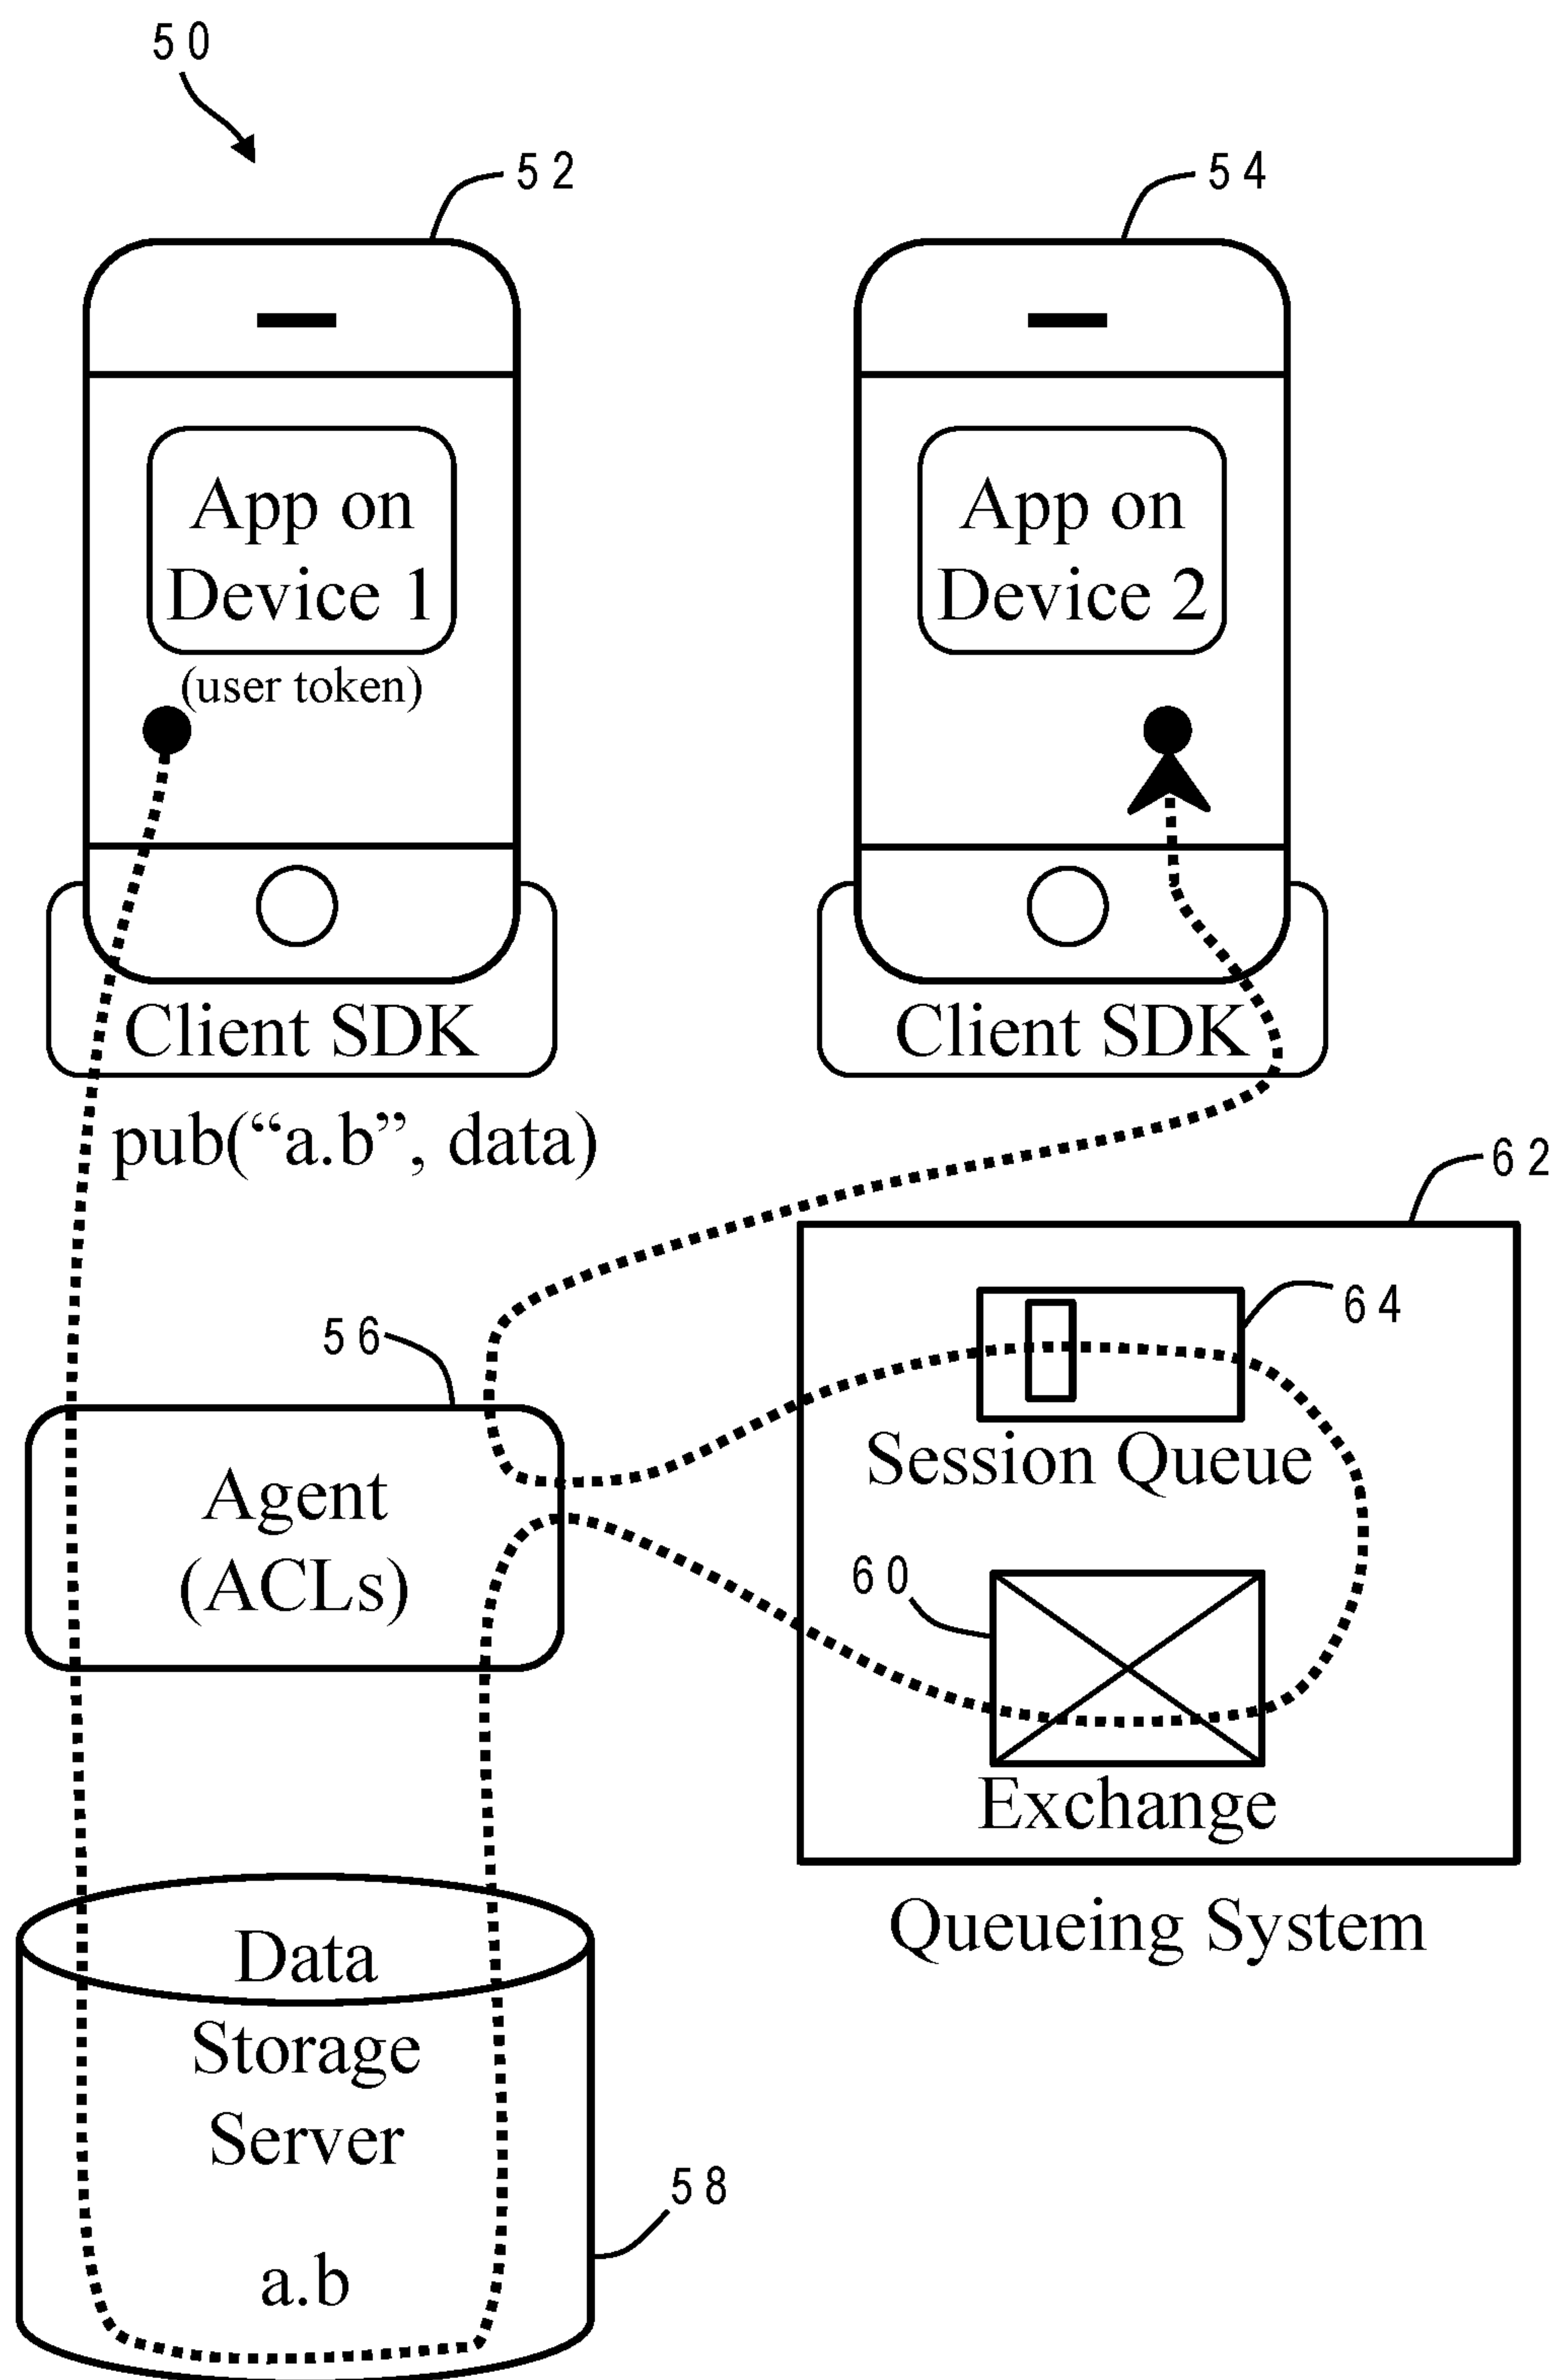 50
52
54
App on
Device 1
(user token)
App on
Device 2
Client SDK
Client SDK
pub(“a.b”, data)
62
64
56
Session Queue
Agent
(ACLs)
60
Exchange
Queueing System
Data
Storage
Server
58
a.b